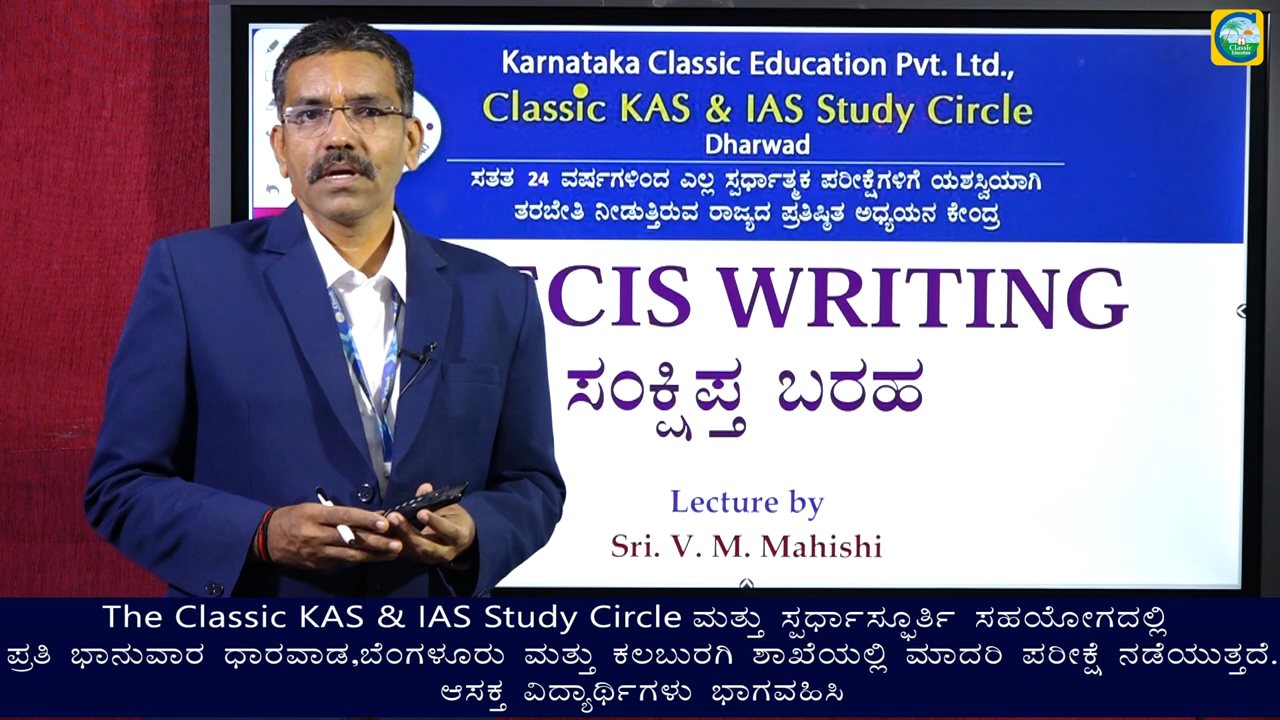 Karnataka Classic Education Pvt. Ltd.,
Classic KAS & IAS Study Circle
Dharwad
ಸತತ 24 ವರ್ಷಗಳಿಂದ ಎಲ್ಲ ಸ್ಪರ್ಧಾತ್ಮಕ ಪರೀಕ್ಷೆಗಳಿಗೆ ಯಶಸ್ವಿಯಾಗಿ
ತರಬೇತಿ ನೀಡುತ್ತಿರುವ ರಾಜ್ಯದ ಪ್ರತಿಷ್ಠಿತ ಅಧ್ಯಯನ ಕೇಂದ್ರ
ECIS WRITING
ಸಂಕ್ಷಿಪ್ತ ಬರಹ
Lecture by
Sri. V. M. Mahishi
Classic
Education
The Classic KAS & IAS Study Circle ಮತ್ತು ಸ್ಪರ್ಧಾಸ್ಫೂರ್ತಿ ಸಹಯೋಗದಲ್ಲಿ
ಪ್ರತಿ ಭಾನುವಾರ ಧಾರವಾಡ,ಬೆಂಗಳೂರು ಮತ್ತು ಕಲಬುರಗಿ ಶಾಖೆಯಲ್ಲಿ ಮಾದರಿ ಪರೀಕ್ಷೆ ನಡೆಯುತ್ತದೆ.
ಆಸಕ್ತ ವಿದ್ಯಾರ್ಥಿಗಳು ಭಾಗವಹಿಸಿ